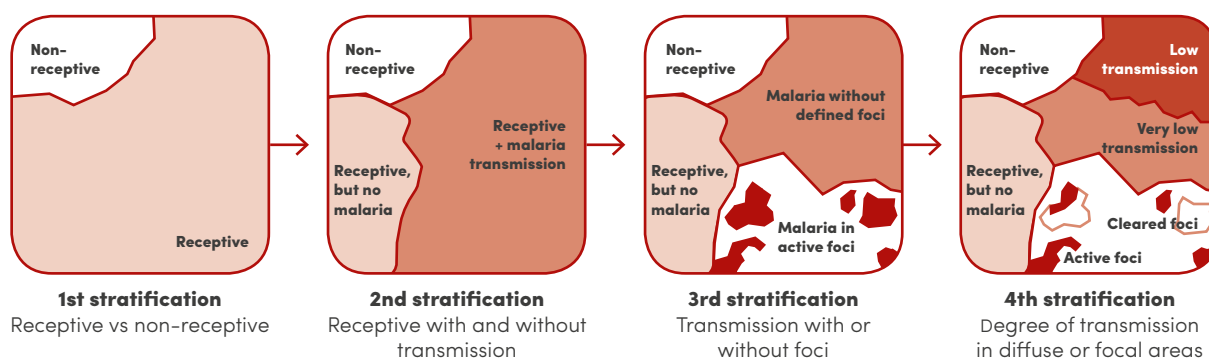 Non-
receptive
Receptive
1st stratification
Receptive vs non-receptive
Non-
receptive
Receptive
+ malaria
transmission
Receptive,
but no
malaria
2nd stratification
Receptive with and without
transmission
Non-
receptive
Malaria without
defined foci
Receptive,
but no
malaria
Malaria in
active foci
3rd stratification
Transmission with or
without foci
Non-
receptive
Low
transmission
Very low
transmission
Receptive,
but no
malaria
Cleared foci
Active foci
4th stratification
Degree of transmission
in diffuse or focal areas